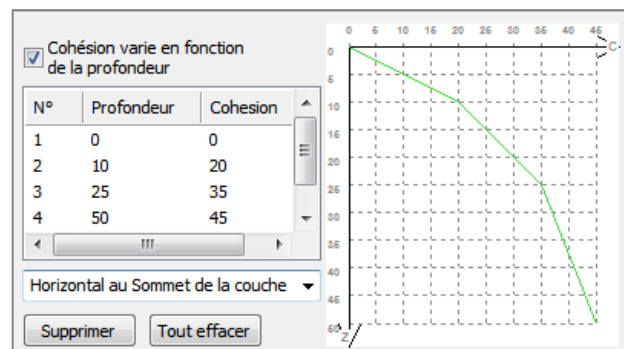 Cohésion varie en fonction
de la profondeur
N° Profondeur Cohesion
1 0 0
2 10 20
3 25 35
4 50 45
Horizontal au Sommet de la couche
Supprimer Tout effacer
0 5 10 15 20 25 30 35 40 45
C
0
5
10
15
20
25
30
35
40
45
50
Z